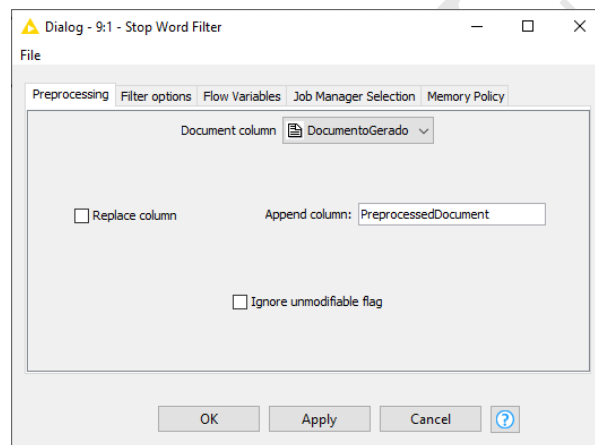 Dialog - 9:1 - Stop Word Filter
File
Preprocessing Filter options Flow Variables Job Manager Selection Memory Policy
Document column DocumentoGerado
Replace column Append column: PreprocessedDocument
Ignore unmodifiable flag
OK Apply Cancel ?